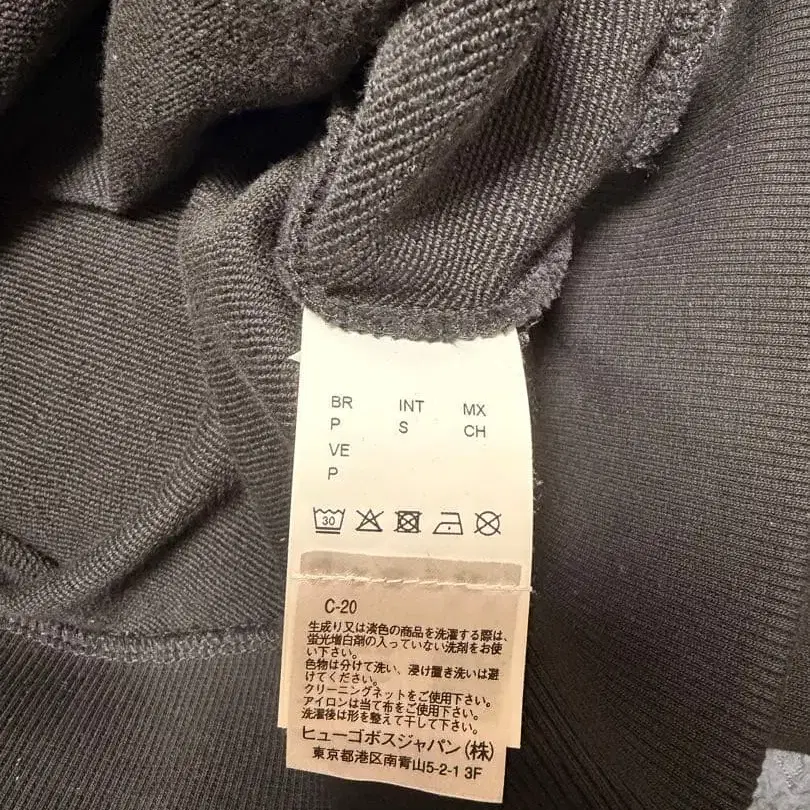 BR INT MX
P S CH
VE
P
30
C-20
生成り又は淡色の商品を洗濯する際は、
蛍光増白剤の入っていない洗剤をお使
い下さい。
色物は分けて洗い、浸け置き洗いは避
けてください。
クリーニングネットをご使用下さい。
アイロンは当て布をご使用下さい。
洗濯後は形を整えて干して下さい。
ヒューゴボスジャパン(株)
東京都港区南青山5-2-1 3F